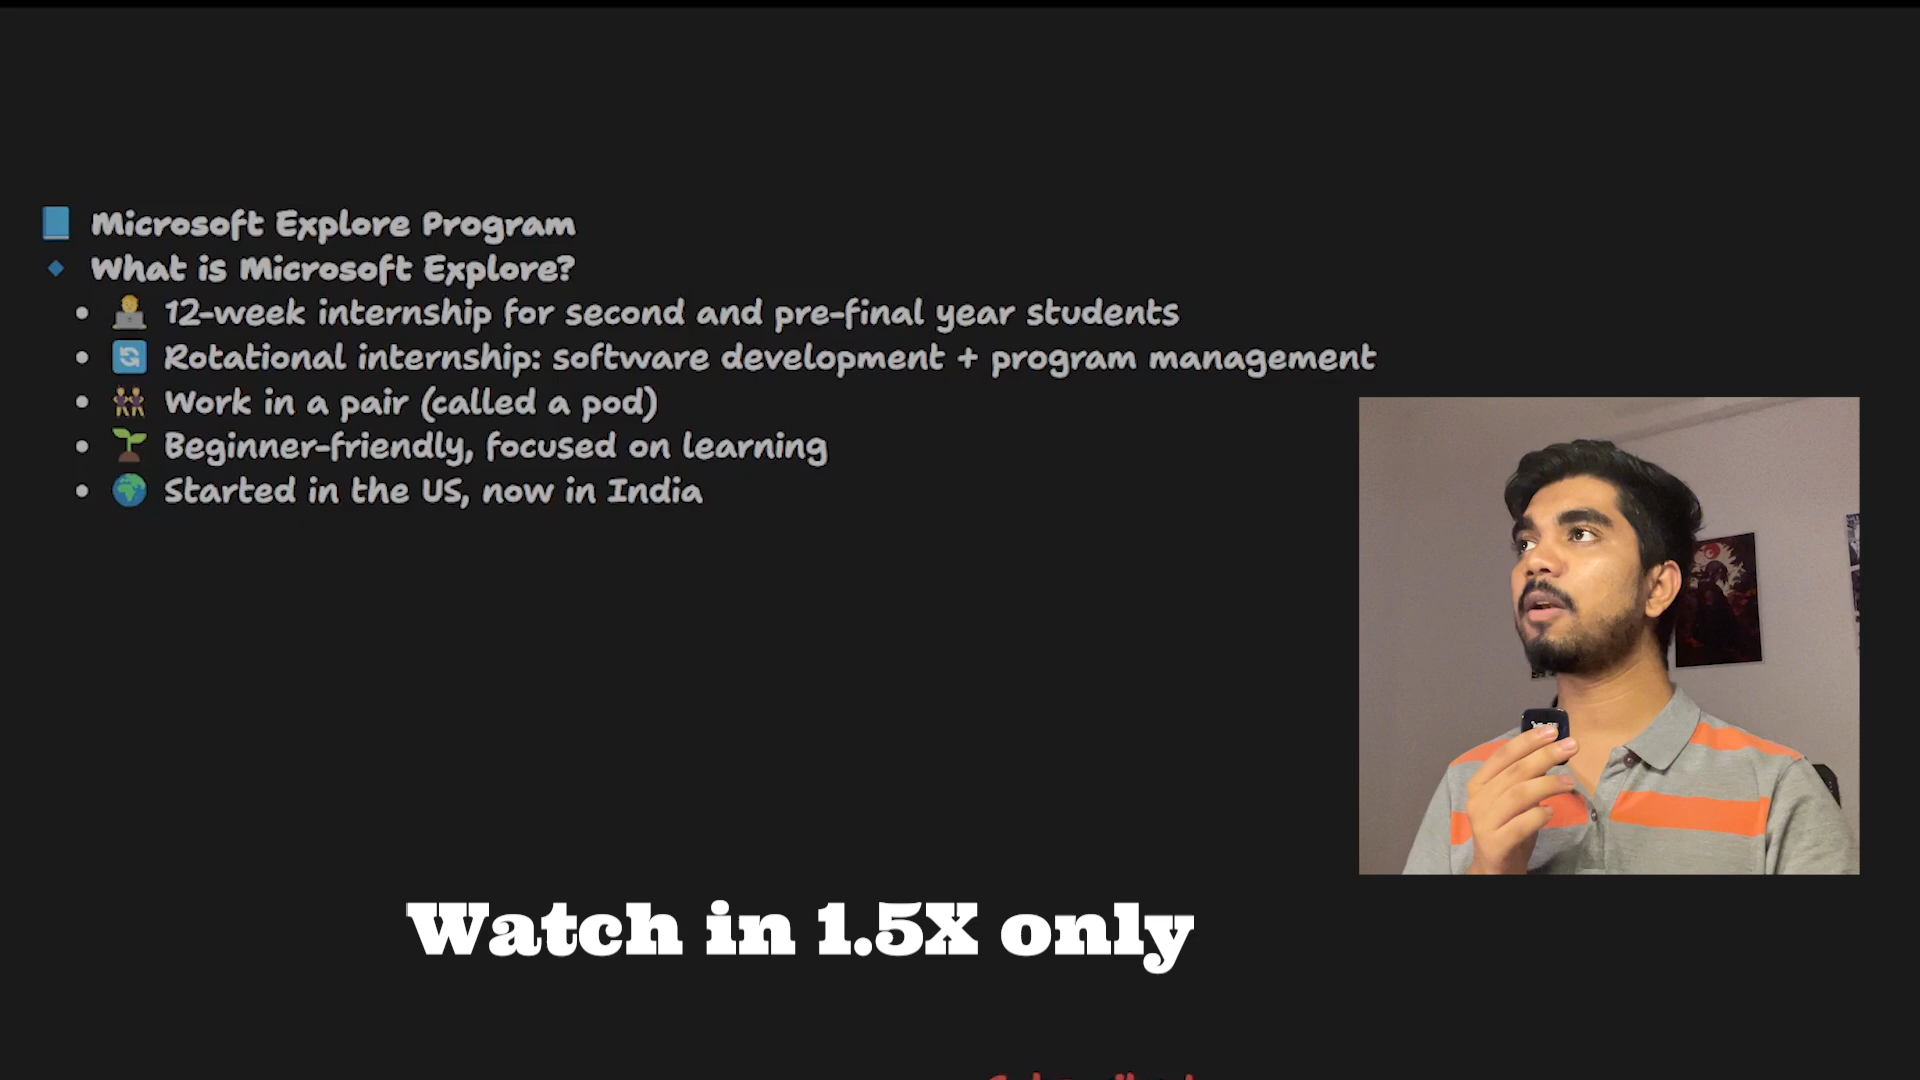 Microsoft Explore Program
What is Microsoft Explore?
12-week internship for second and pre-final year students
Rotational internship: software development + program management
Work in a pair (called a pod)
Beginner-friendly, focused on learning
Started in the US, now in India
Watch in 1.5X only